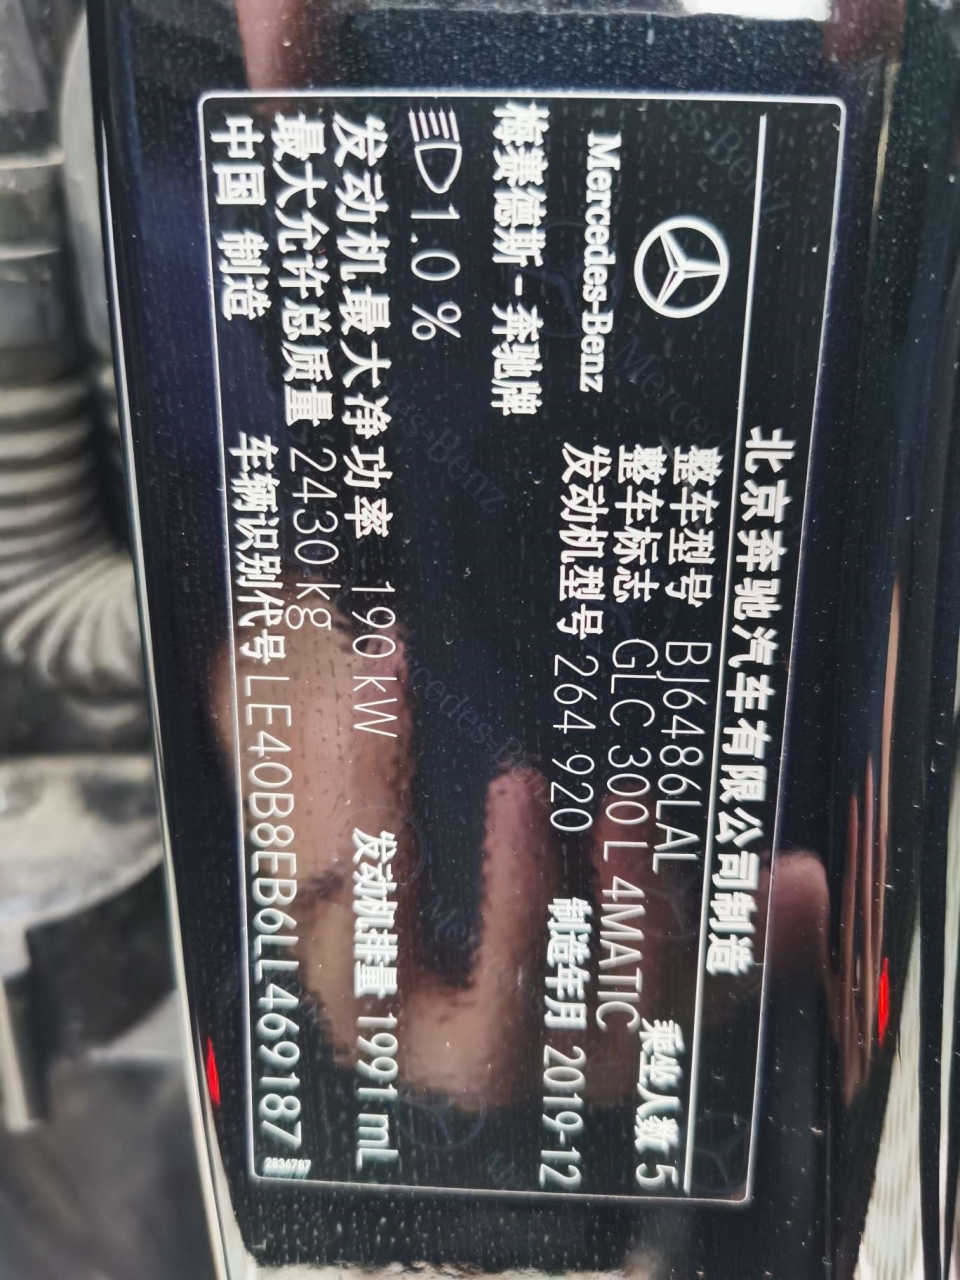 北京奔驰汽车有限公司制造
Mercedes-Benz
梅赛德斯-奔驰牌
整车型号 BJ6486LAL 乘坐人数 5
整车标志 GLC 300 L 4MATIC
发动机型号 264 920 制造年月 2019-12
1.0 %
发动机最大净功率 190 kW 发动机排量 1991 mL
最大允许总质量 2430 kg
中国 制造 车辆识别代号 LE40B8EB6LL469187
2836787